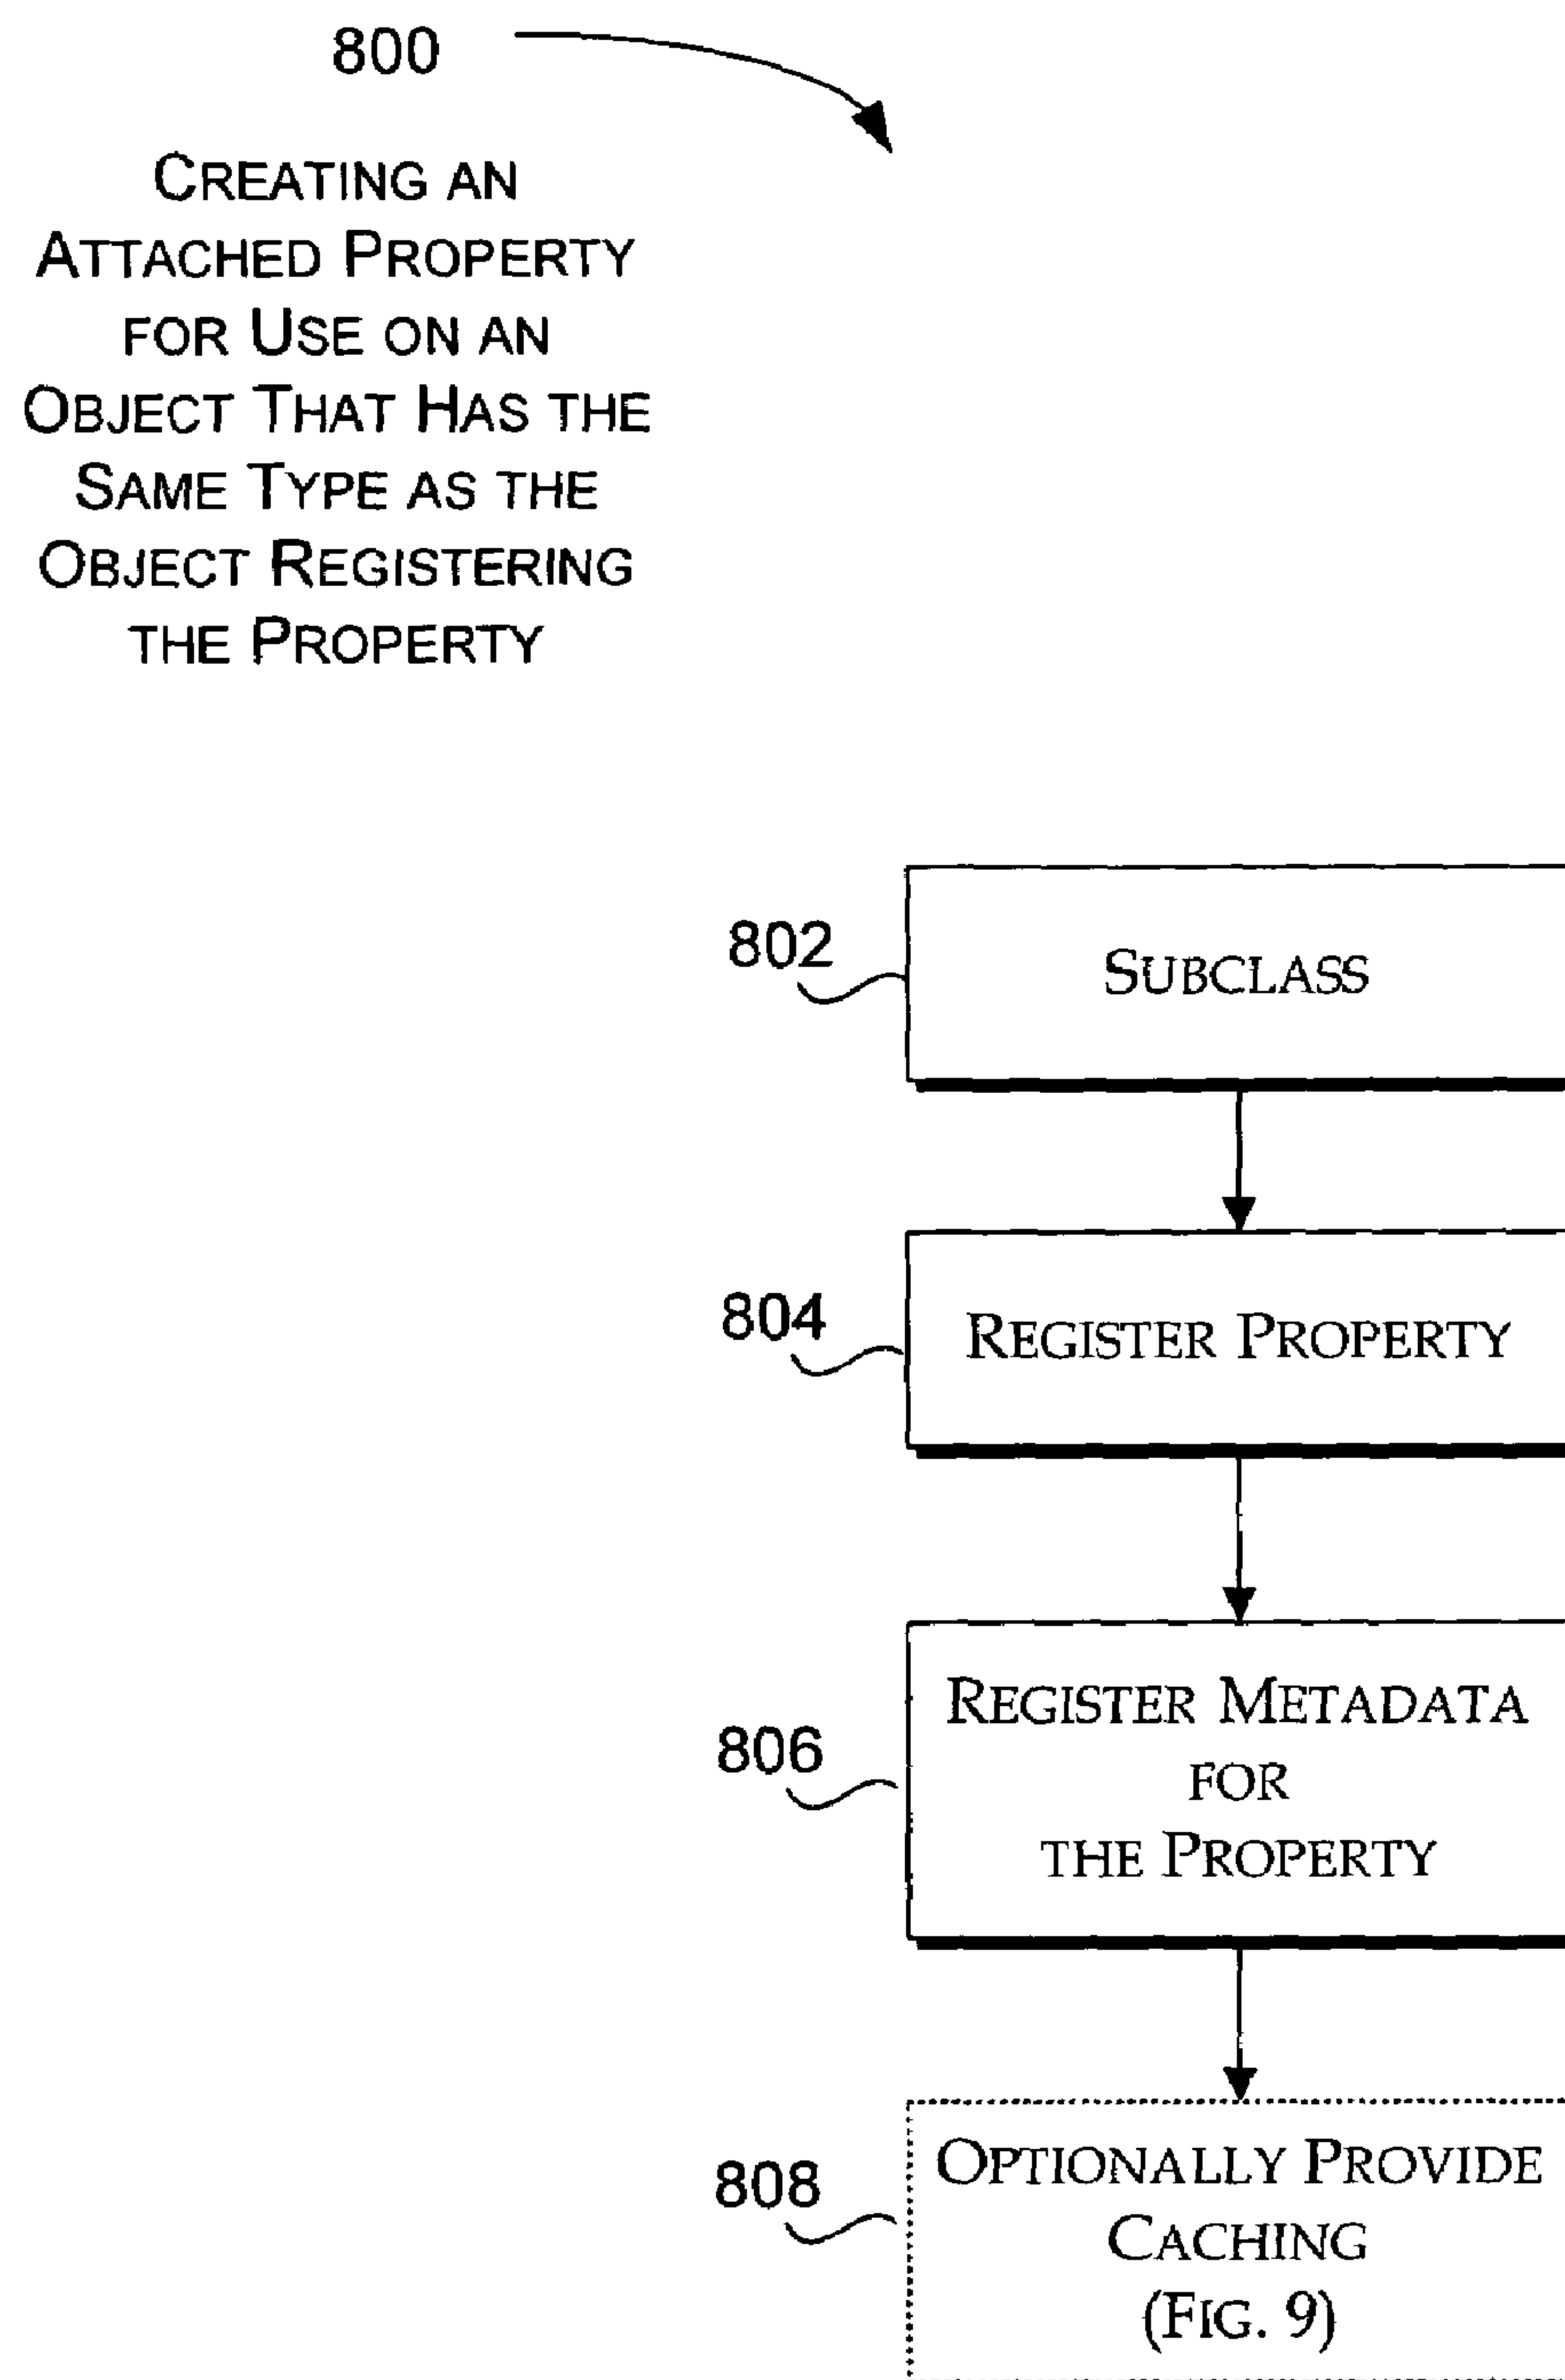 800
CREATING AN
ATTACHED PROPERTY
FOR USE ON AN
OBJECT THAT HAS THE
SAME TYPE AS THE
OBJECT REGISTERING
THE PROPERTY
802
SUBCLASS
804
REGISTER PROPERTY
806
REGISTER METADATA
FOR
THE PROPERTY
808
OPTIONALLY PROVIDE
CACHING
(FIG. 9)